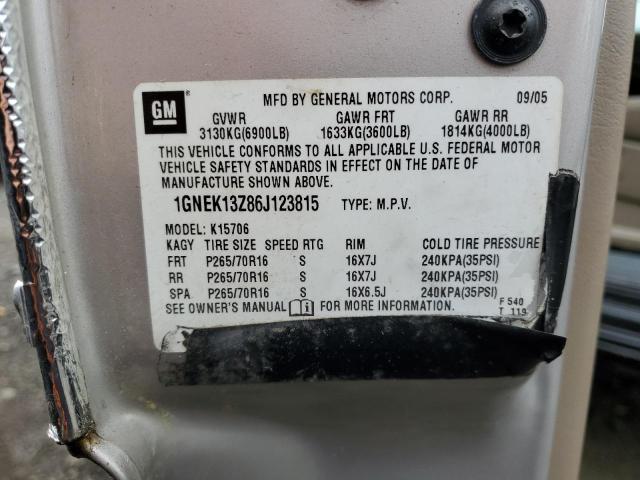 GM
MFD BY GENERAL MOTORS CORP. 09/05
GVWR GAWR FRT GAWR RR
3130KG(6900LB) 1633KG(3600LB) 1814KG(4000LB)
THIS VEHICLE CONFORMS TO ALL APPLICABLE U.S. FEDERAL MOTOR
VEHICLE SAFETY STANDARDS IN EFFECT ON THE DATE OF
MANUFACTURE SHOWN ABOVE.
1GNEK13Z86J123815 TYPE: M.P.V.
MODEL: K15706
KAGY TIRE SIZE SPEED RTG RIM COLD TIRE PRESSURE
FRT P265/70R16 S 16X7J 240KPA(35PSI)
RR P265/70R16 S 16X7J 240KPA(35PSI)
SPA P265/70R16 S 16X6.5J 240KPA(35PSI)
SEE OWNER'S MANUAL FOR MORE INFORMATION.
F 540
T 119